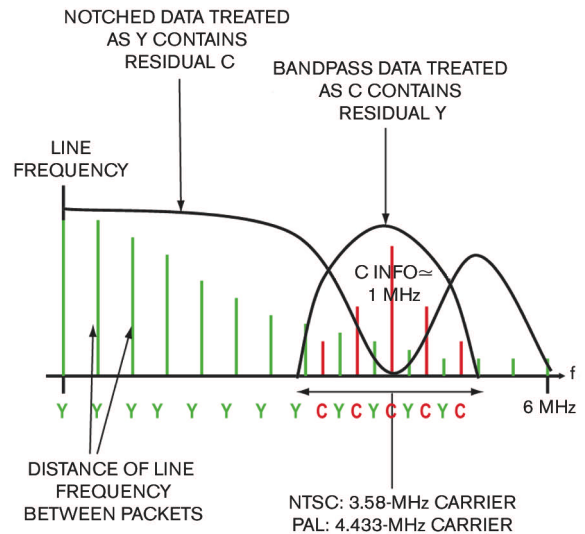 NOTCHED DATA TREATED
AS Y CONTAINS
RESIDUAL C
BANDPASS DATA TREATED
AS C CONTAINS
RESIDUAL Y
LINE
FREQUENCY
C INFO≃
1 MHz
f
Y Y Y Y Y Y Y Y C Y C Y C Y C Y C
6 MHz
DISTANCE OF LINE
FREQUENCY
BETWEEN PACKETS
NTSC: 3.58-MHz CARRIER
PAL: 4.433-MHz CARRIER